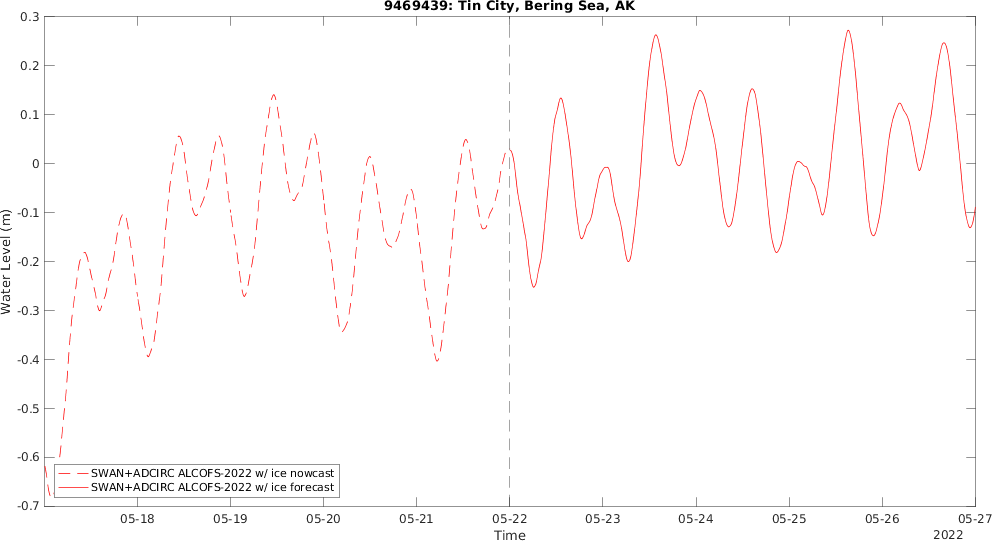 9469439: Tin City, Bering Sea, AK
0.3
0.2
0.1
0
-0.1
-0.2
-0.3
-0.4
-0.5
-0.6
-0.7
Water Level (m)
SWAN+ADCIRC ALCOFS-2022 w/ ice nowcast
SWAN+ADCIRC ALCOFS-2022 w/ ice forecast
05-18 05-19 05-20 05-21 05-22 05-23 05-24 05-25 05-26 05-27
Time
2022